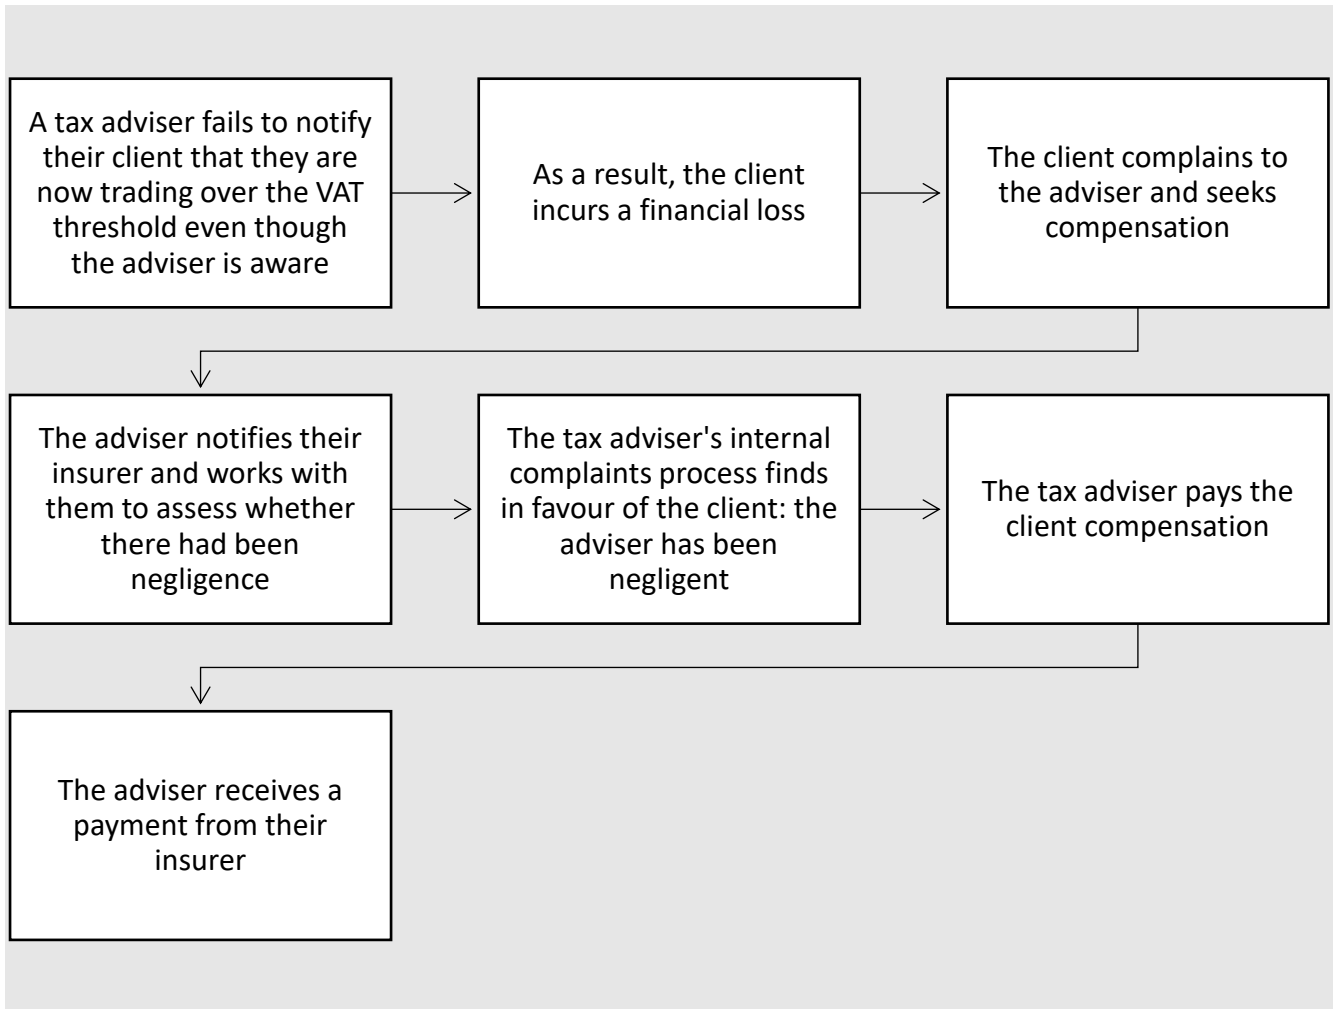 A tax adviser fails to notify
their client that they are
now trading over the VAT
threshold even though
the adviser is aware
As a result, the client
incurs a financial loss
The client complains to
the adviser and seeks
compensation
The adviser notifies their
insurer and works with
them to assess whether
there had been
negligence
The tax adviser's internal
complaints process finds
in favour of the client: the
adviser has been
negligent
The tax adviser pays the
client compensation
The adviser receives a
payment from their
insurer